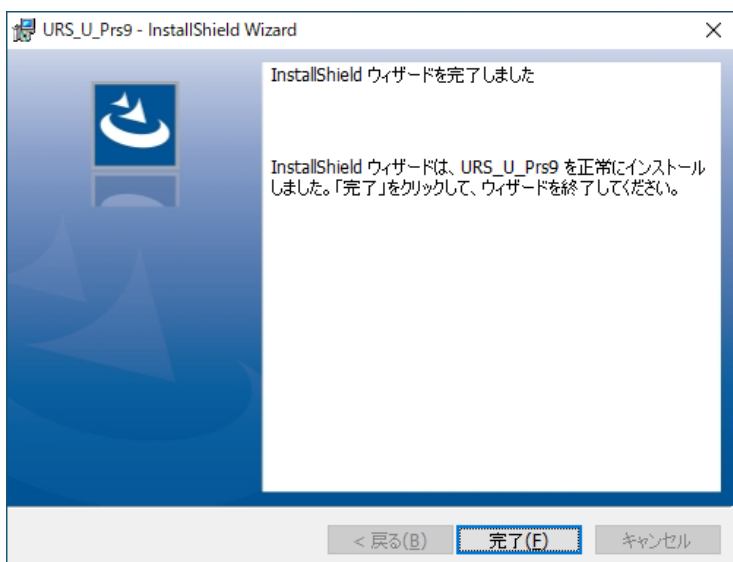 URS_U_Prs9 - InstallShield Wizard
InstallShield ウィザードを完了しました
InstallShield ウィザードは、URS_U_Prs9 を正常にインストール
しました。「完了」をクリックして、ウィザードを終了してください。
< 戻る(B)
完了(F)
キャンセル